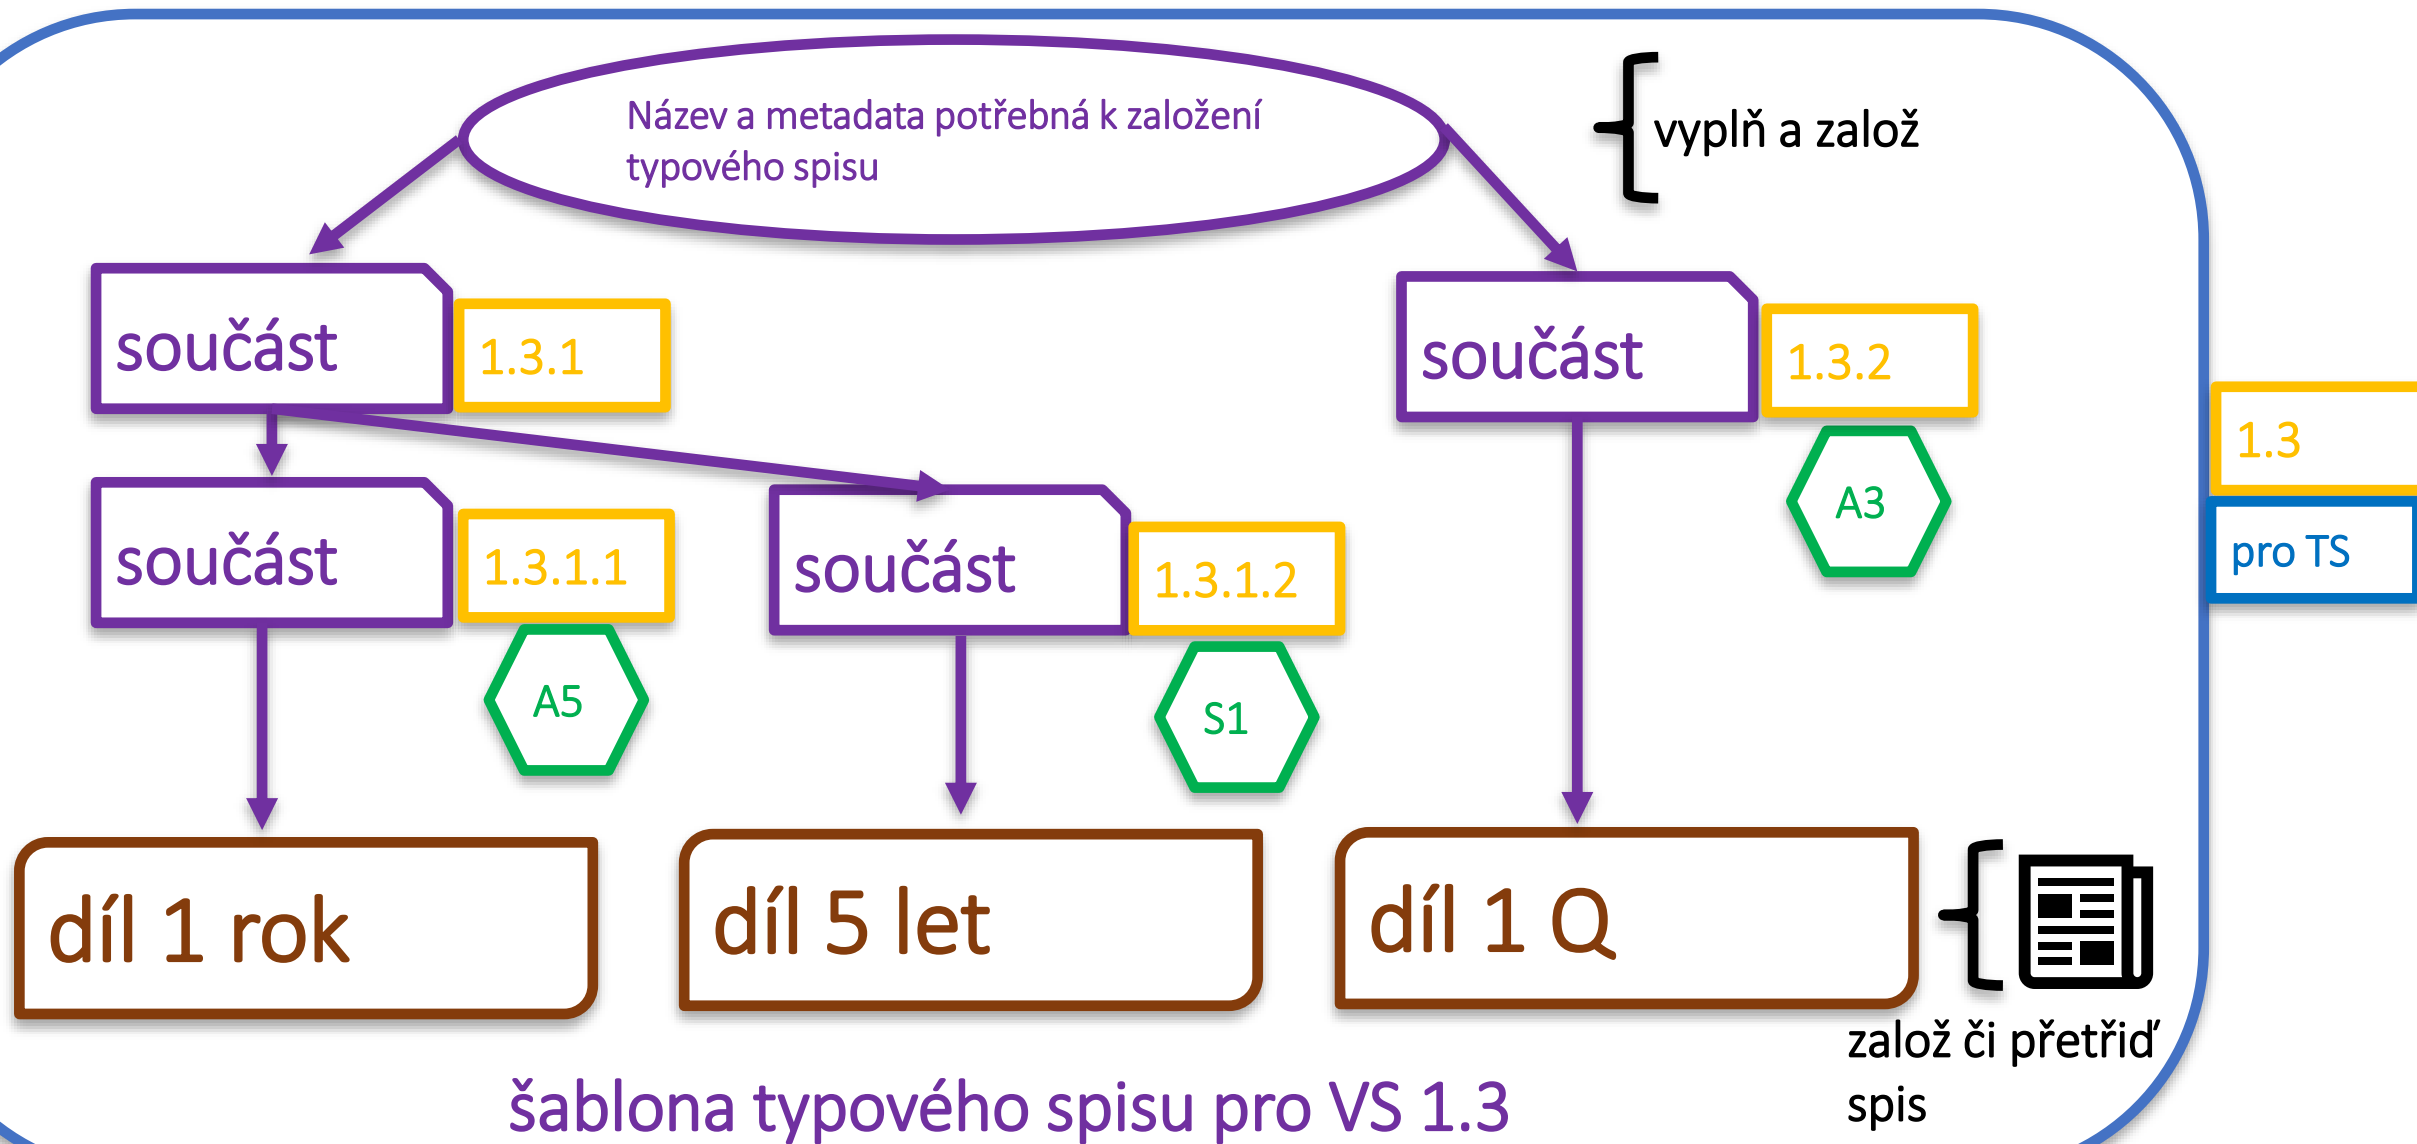 Název a metadata potřebná k založení
typového spisu
vyplň a založ
součást
1.3.1
součást
1.3.2
A3
1.3
pro TS
součást
1.3.1.1
A5
součást
1.3.1.2
S1
díl 1 rok
díl 5 let
díl 1 Q
založ či přetřiď
spis
šablona typového spisu pro VS 1.3